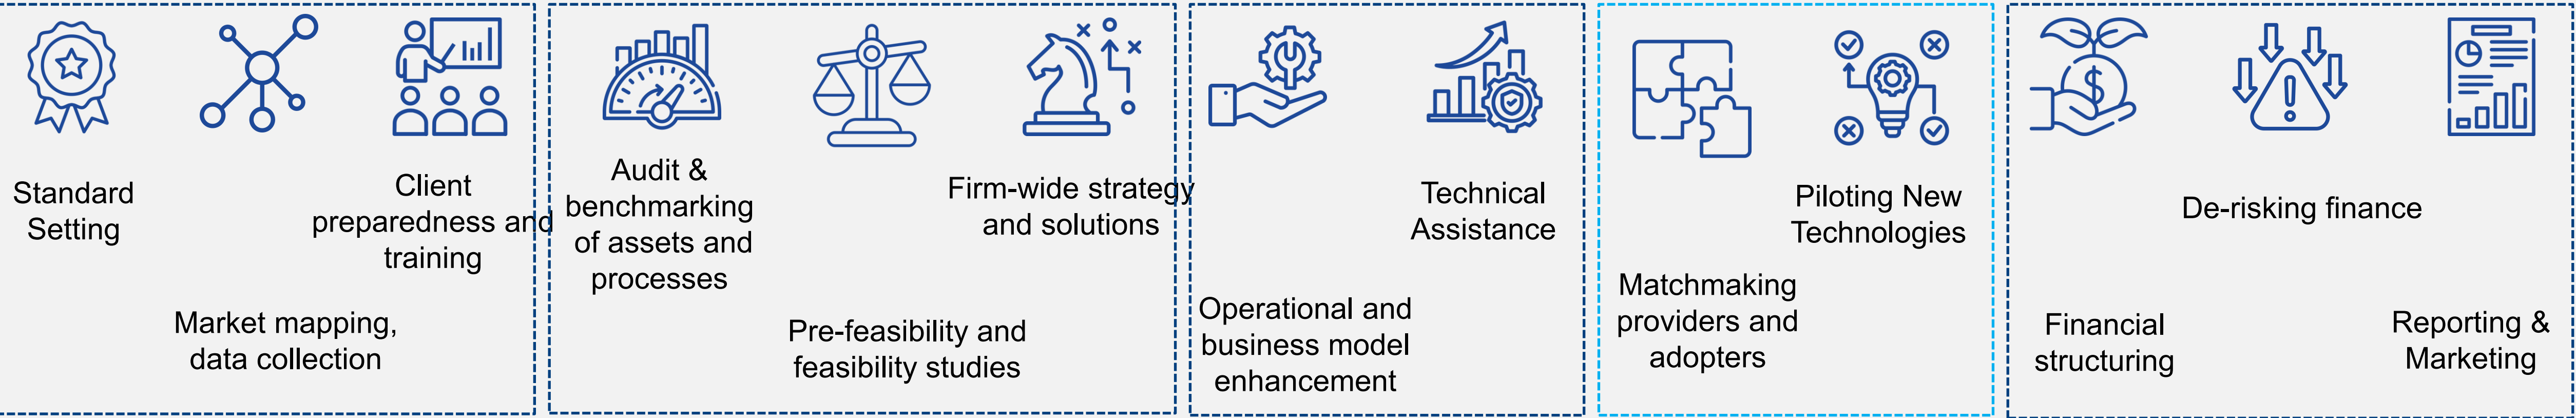 Standard
Setting
Market mapping,
data collection
Client
preparedness and
training
Audit &
benchmarking
of assets and
processes
Pre-feasibility and
feasibility studies
Firm-wide strategy
and solutions
Operational and
business model
enhancement
Technical
Assistance
Matchmaking
providers and
adopters
Piloting New
Technologies
Financial
structuring
De-risking finance
Reporting &
Marketing